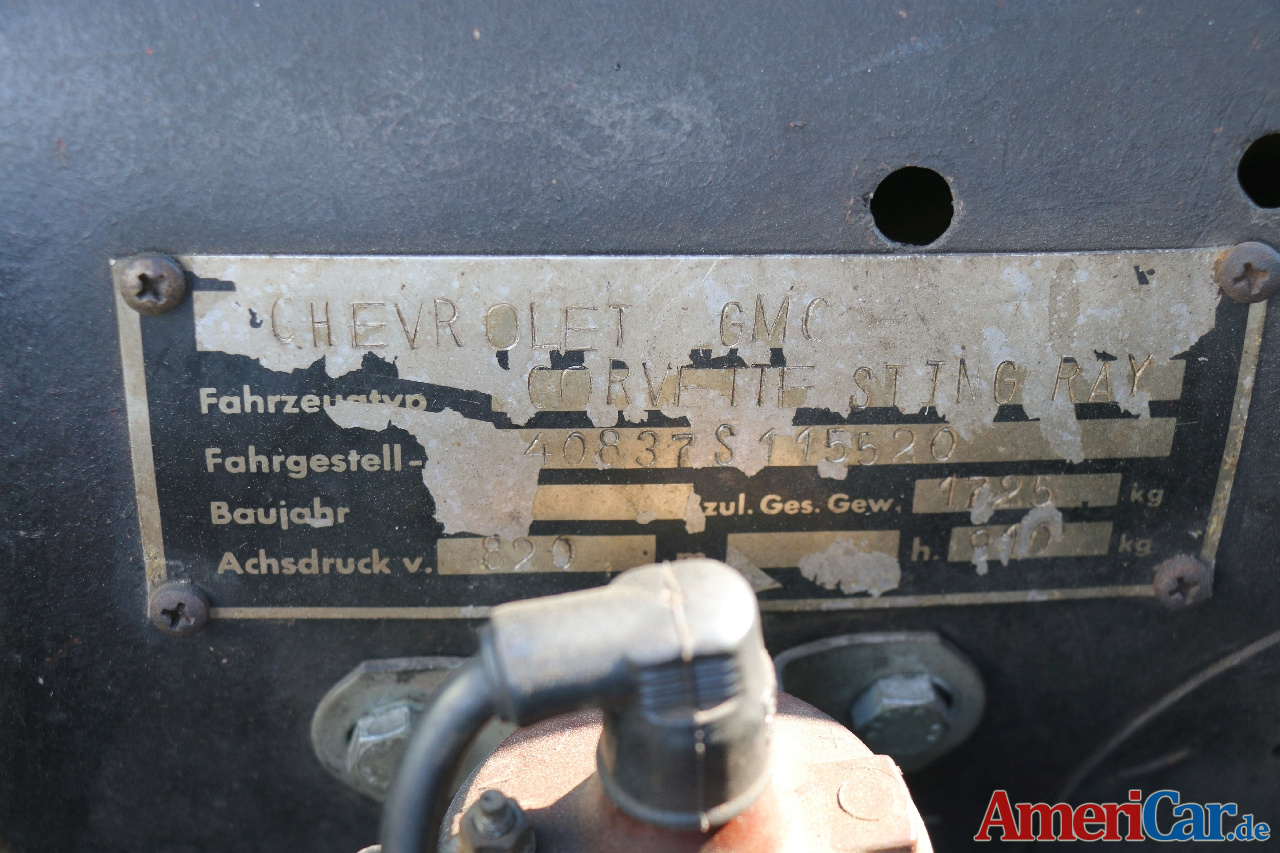 CHEVROLET GMC
Fahrzeugtyp CORVETTE STING RAY
Fahrgestell- 40837S115520
Baujahr zul. Ges. Gew. 1725 kg
Achsdruck v. 820 m h. 910 kg
AmeriCar.de